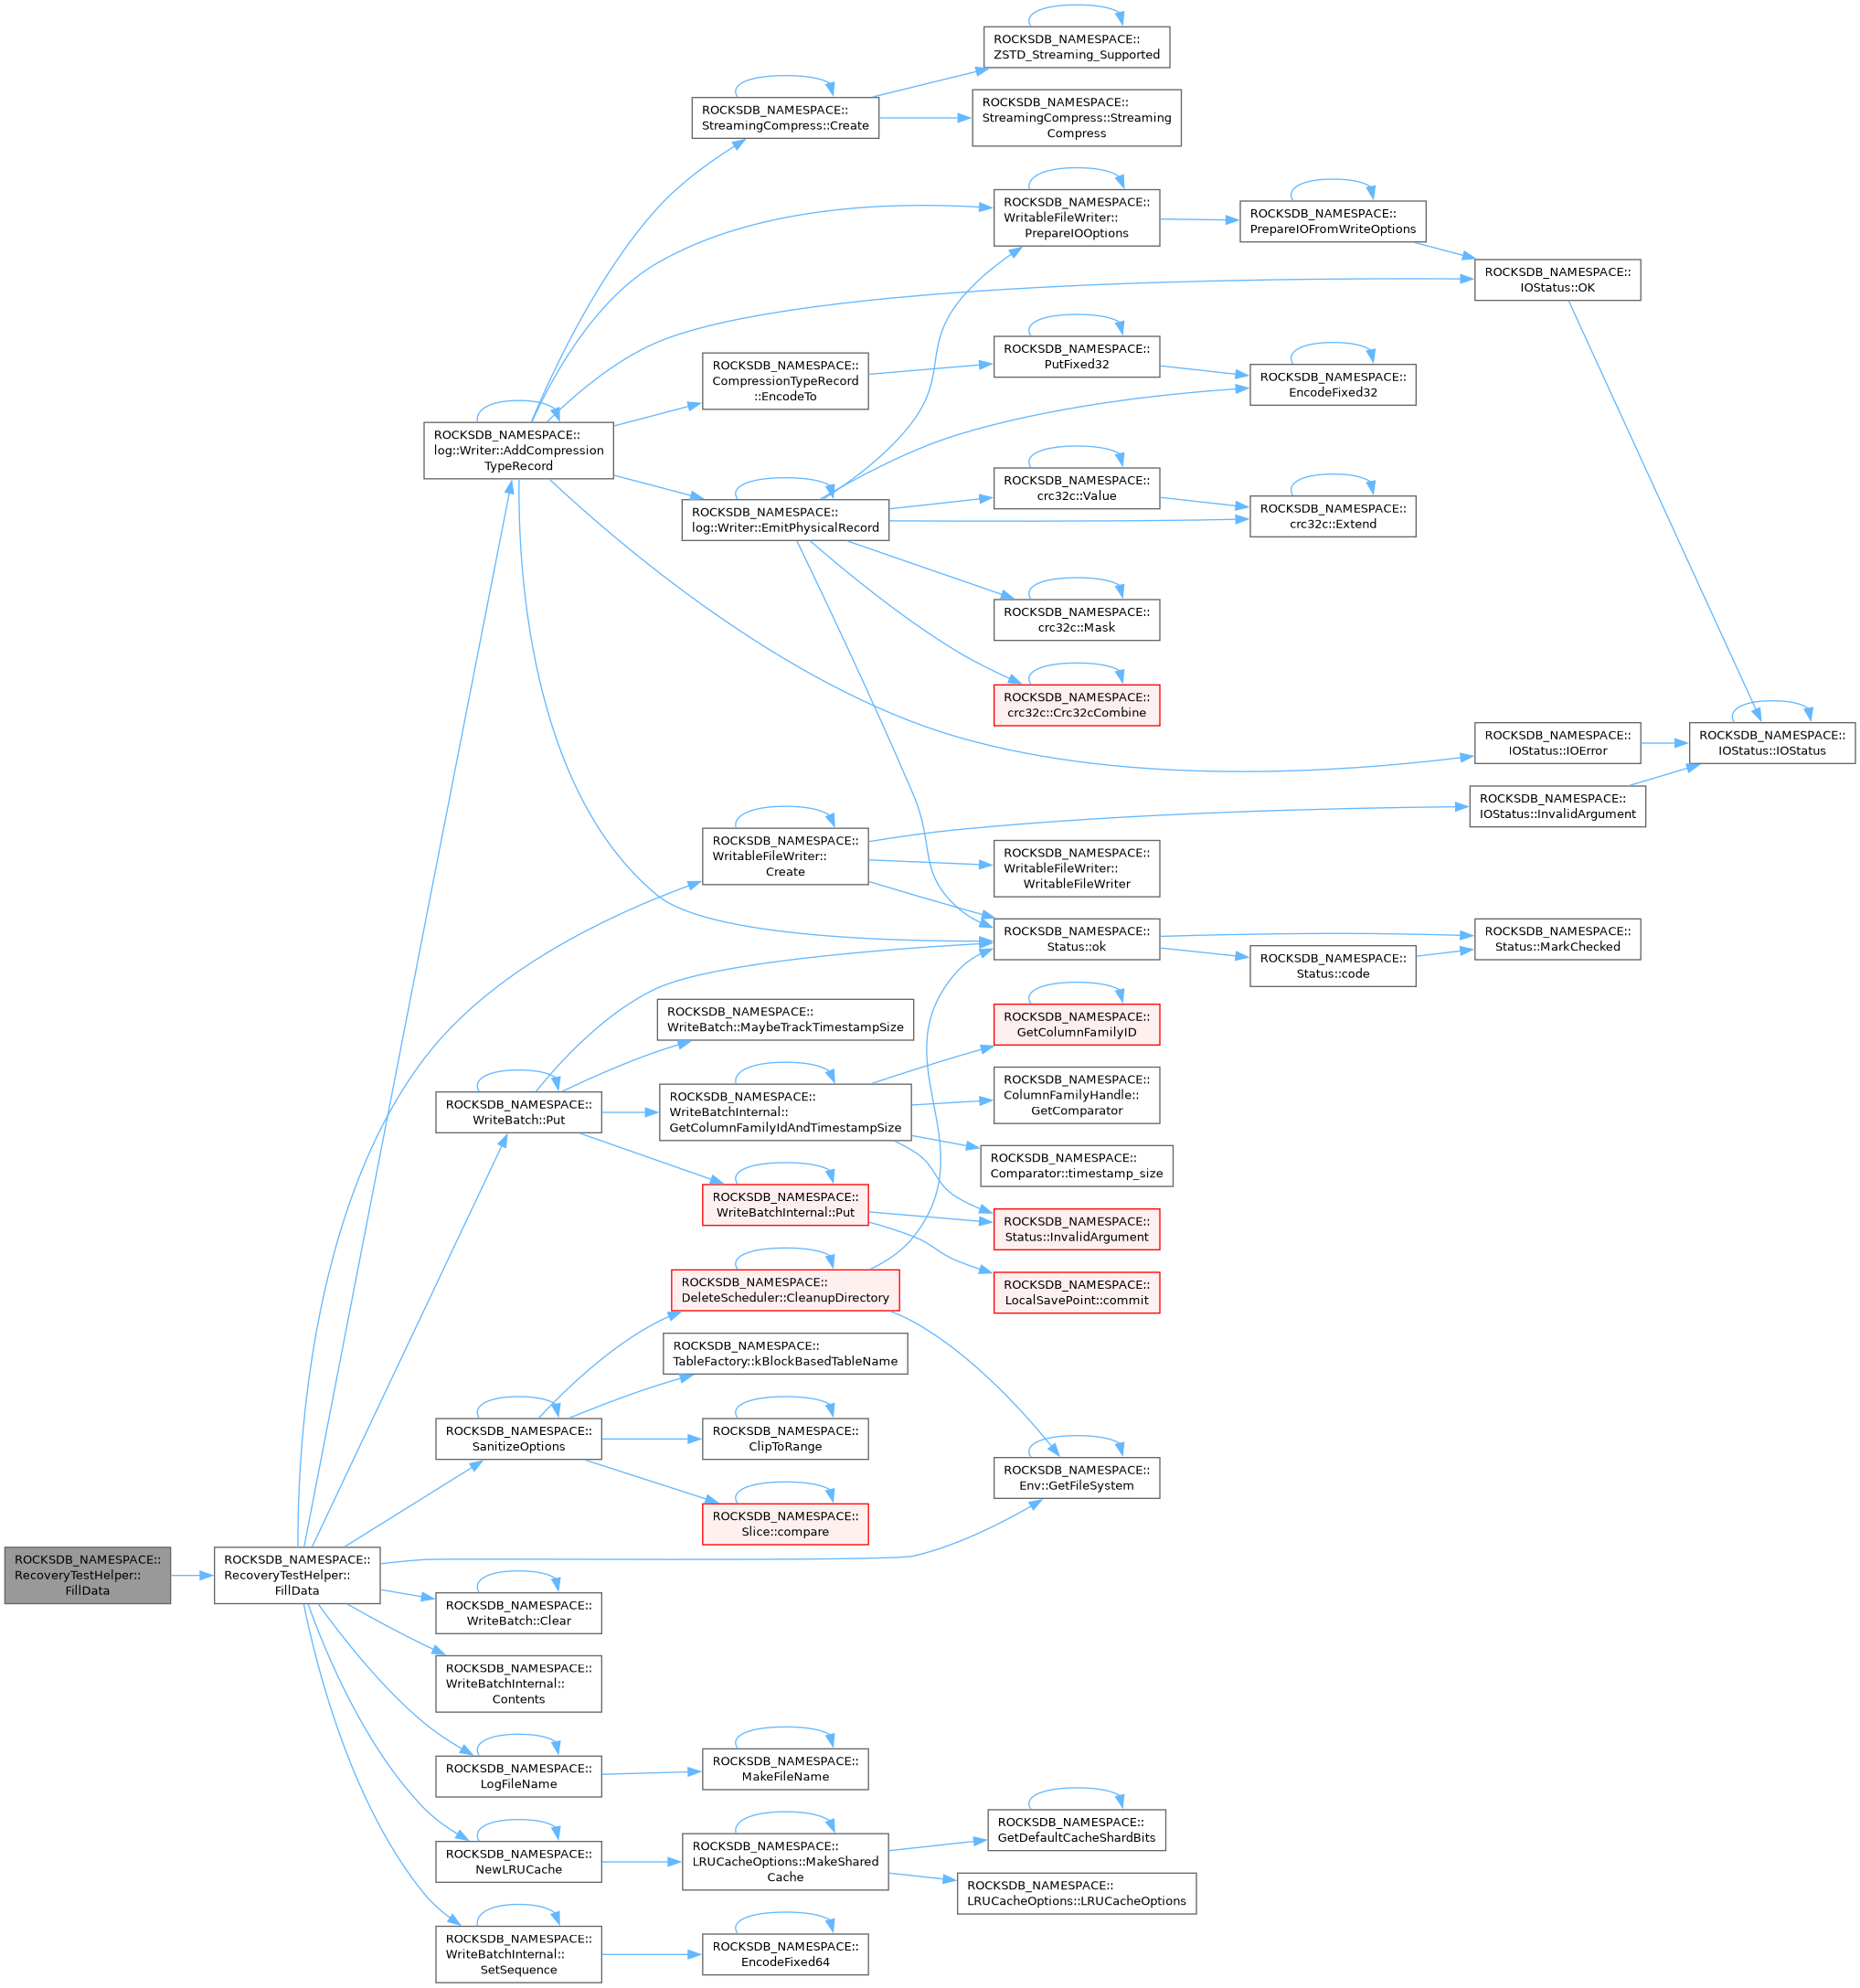 ROCKSDB_NAMESPACE::
ZSTD_Streaming_Supported
ROCKSDB_NAMESPACE::
StreamingCompress::Create
ROCKSDB_NAMESPACE::
StreamingCompress::Streaming
Compress
ROCKSDB_NAMESPACE::
WritableFileWriter::
PrepareIOOptions
ROCKSDB_NAMESPACE::
PrepareIOFromWriteOptions
ROCKSDB_NAMESPACE::
IOStatus::OK
ROCKSDB_NAMESPACE::
CompressionTypeRecord
::EncodeTo
ROCKSDB_NAMESPACE::
PutFixed32
ROCKSDB_NAMESPACE::
EncodeFixed32
ROCKSDB_NAMESPACE::
log::Writer::AddCompression
TypeRecord
ROCKSDB_NAMESPACE::
log::Writer::EmitPhysicalRecord
ROCKSDB_NAMESPACE::
crc32c::Value
ROCKSDB_NAMESPACE::
crc32c::Extend
ROCKSDB_NAMESPACE::
crc32c::Mask
ROCKSDB_NAMESPACE::
crc32c::Crc32cCombine
ROCKSDB_NAMESPACE::
IOStatus::IOError
ROCKSDB_NAMESPACE::
IOStatus::IOStatus
ROCKSDB_NAMESPACE::
IOStatus::InvalidArgument
ROCKSDB_NAMESPACE::
WritableFileWriter::
Create
ROCKSDB_NAMESPACE::
WritableFileWriter::
WritableFileWriter
ROCKSDB_NAMESPACE::
Status::ok
ROCKSDB_NAMESPACE::
Status::code
ROCKSDB_NAMESPACE::
Status::MarkChecked
ROCKSDB_NAMESPACE::
WriteBatch::MaybeTrackTimestampSize
ROCKSDB_NAMESPACE::
GetColumnFamilyID
ROCKSDB_NAMESPACE::
WriteBatch::Put
ROCKSDB_NAMESPACE::
WriteBatchInternal::
GetColumnFamilyIdAndTimestampSize
ROCKSDB_NAMESPACE::
ColumnFamilyHandle::
GetComparator
ROCKSDB_NAMESPACE::
Comparator::timestamp_size
ROCKSDB_NAMESPACE::
WriteBatchInternal::Put
ROCKSDB_NAMESPACE::
Status::InvalidArgument
ROCKSDB_NAMESPACE::
DeleteScheduler::CleanupDirectory
ROCKSDB_NAMESPACE::
LocalSavePoint::commit
ROCKSDB_NAMESPACE::
TableFactory::kBlockBasedTableName
ROCKSDB_NAMESPACE::
SanitizeOptions
ROCKSDB_NAMESPACE::
ClipToRange
ROCKSDB_NAMESPACE::
Env::GetFileSystem
ROCKSDB_NAMESPACE::
Slice::compare
ROCKSDB_NAMESPACE::
RecoveryTestHelper::
FillData
ROCKSDB_NAMESPACE::
RecoveryTestHelper::
FillData
ROCKSDB_NAMESPACE::
WriteBatch::Clear
ROCKSDB_NAMESPACE::
WriteBatchInternal::
Contents
ROCKSDB_NAMESPACE::
LogFileName
ROCKSDB_NAMESPACE::
MakeFileName
ROCKSDB_NAMESPACE::
NewLRUCache
ROCKSDB_NAMESPACE::
LRUCacheOptions::MakeShared
Cache
ROCKSDB_NAMESPACE::
GetDefaultCacheShardBits
ROCKSDB_NAMESPACE::
LRUCacheOptions::LRUCacheOptions
ROCKSDB_NAMESPACE::
WriteBatchInternal::
SetSequence
ROCKSDB_NAMESPACE::
EncodeFixed64